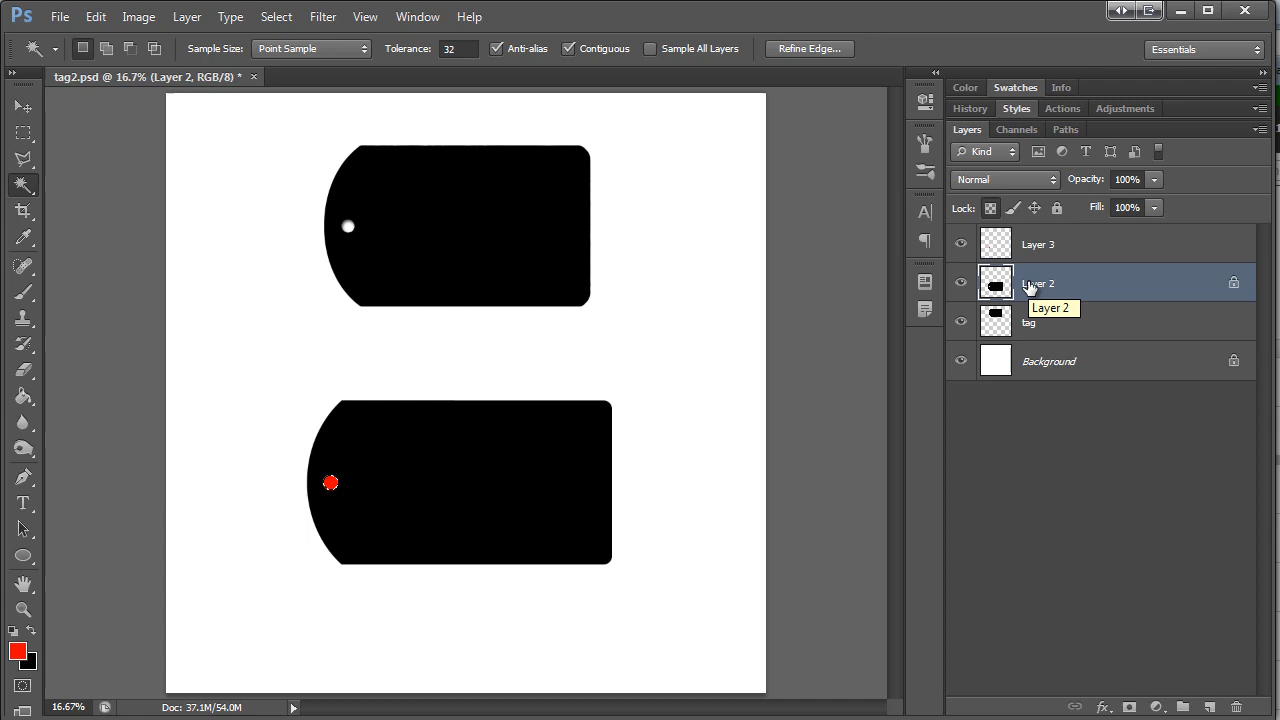 Ps File Edit Image Layer Type Select Filter View Window Help
Sample Size: Point Sample Tolerance: 32 Anti-alias Contiguous Sample All Layers Refine Edge... Essentials
tag2.psd @ 16.7% (Layer 2, RGB/8) *
Color Swatches Info
History Styles Actions Adjustments
Layers Channels Paths
Kind
Normal Opacity: 100%
Lock: Fill: 100%
Layer 3
Layer 2
Layer 2
tag
Background
16.67% Doc: 37.1M/54.0M